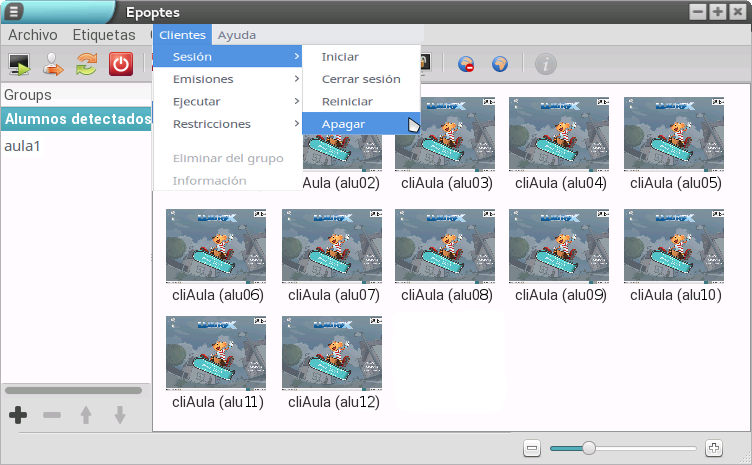 Epoptes
Archivo Etiquetas Clientes Ayuda
Sesión
Emisiones
Ejecutar
Restricciones
Eliminar del grupo
Información
Iniciar
Cerrar sesión
Reiniciar
Apagar
Groups
Alumnos detectados
aula1
cliAula (alu02)
cliAula (alu03)
cliAula (alu04)
cliAula (alu05)
cliAula (alu06)
cliAula (alu07)
cliAula (alu08)
cliAula (alu09)
cliAula (alu10)
cliAula (alu11)
cliAula (alu12)